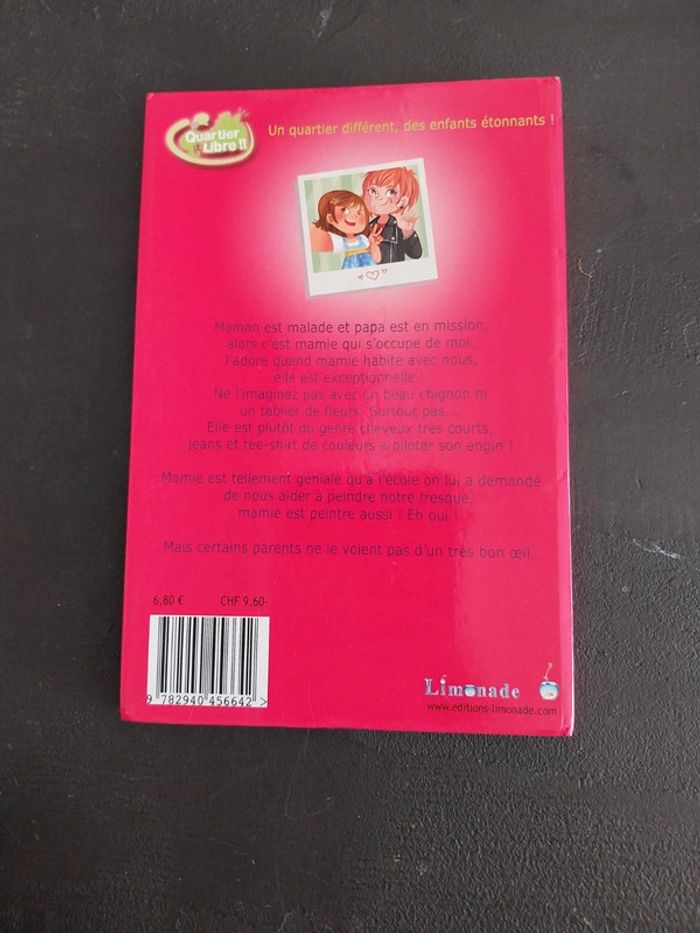 Quartier
Libre !!
Un quartier différent, des enfants étonnants !
Maman est malade et papa est en mission,
alors c'est mamie qui s'occupe de moi.
J'adore quand mamie habite avec nous,
elle est exceptionnelle !
Ne l'imaginez pas avec un beau chignon ni
un tablier de fleurs. Surtout pas...
Elle est plutôt du genre cheveux très courts,
jeans et tee-shirt de couleurs à piloter son engin !
Mamie est tellement géniale qu'à l'école on lui a demandé
de nous aider à peindre notre fresque,
mamie est peintre aussi ! Eh oui !
Mais certains parents ne le voient pas d'un très bon œil...
6,80 € CHF 9.60-
9 782940 456642 >
Limonade
www.editions-limonade.com